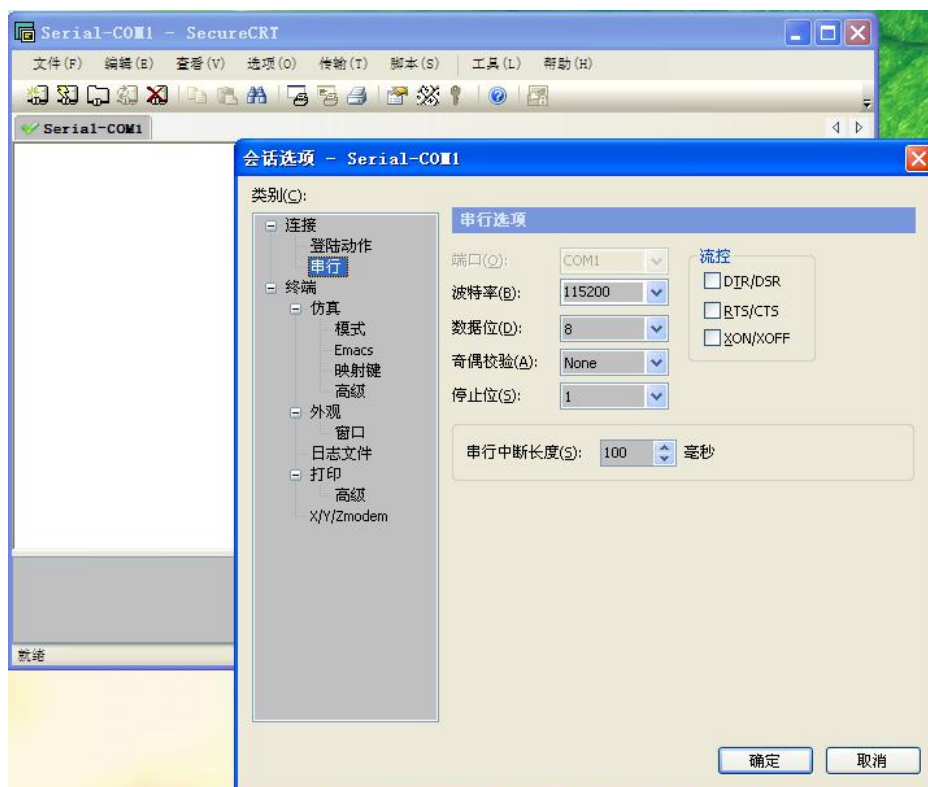 Serial-COM1 - SecureCRT
文件(F) 编辑(E) 查看(V) 选项(O) 传输(T) 脚本(S) 工具(L) 帮助(H)
Serial-COM1
会话选项 - Serial-COM1
类别(C):
连接
登陆动作
串行
终端
仿真
模式
Emacs
映射键
高级
外观
窗口
日志文件
打印
高级
X/Y/Zmodem
串行选项
端口(O): COM1
波特率(B): 115200
数据位(D): 8
奇偶校验(A): None
停止位(S): 1
流控
DTR/DSR
RTS/CTS
XON/XOFF
串行中断长度(S): 100 毫秒
就绪
确定 取消